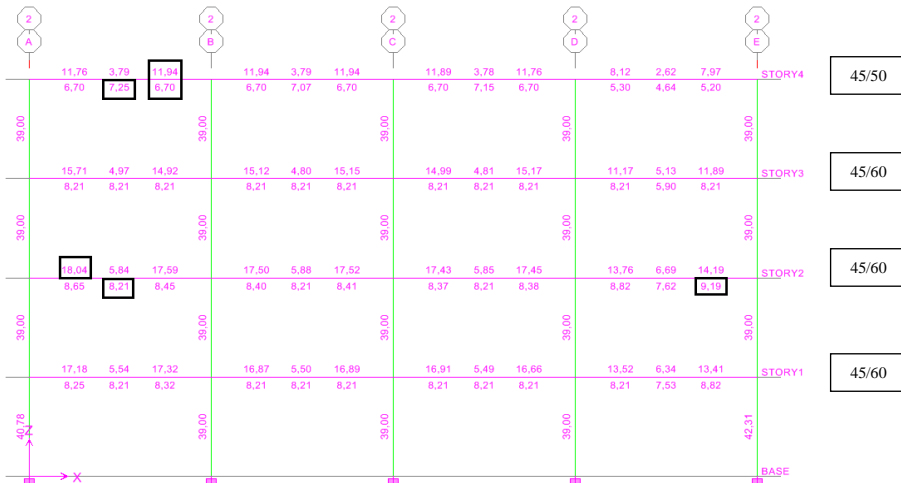 2 2 2 2 2
A B C D E
11,76 3,79 11,94 11,94 3,79 11,94 11,89 3,78 11,76 8,12 2,62 7,97 STORY4 45/50
6,70 7,25 6,70 6,70 7,07 6,70 6,70 7,15 6,70 5,30 4,64 5,20
39,00 39,00 39,00 39,00 39,00
15,71 4,97 14,92 15,12 4,80 15,15 14,99 4,81 15,17 11,17 5,13 11,89 STORY3 45/60
8,21 8,21 8,21 8,21 8,21 8,21 8,21 8,21 8,21 8,21 5,90 8,21
39,00 39,00 39,00 39,00 39,00
18,04 5,84 17,59 17,50 5,88 17,52 17,43 5,85 17,45 13,76 6,69 14,19 STORY2 45/60
8,65 8,21 8,45 8,40 8,21 8,41 8,37 8,21 8,38 8,82 7,62 9,19
39,00 39,00 39,00 39,00 39,00
17,18 5,54 17,32 16,87 5,50 16,89 16,91 5,49 16,66 13,52 6,34 13,41 STORY1 45/60
8,25 8,21 8,32 8,21 8,21 8,21 8,21 8,21 8,21 8,21 7,53 8,82
40,78 39,00 39,00 39,00 42,31
Z
X BASE